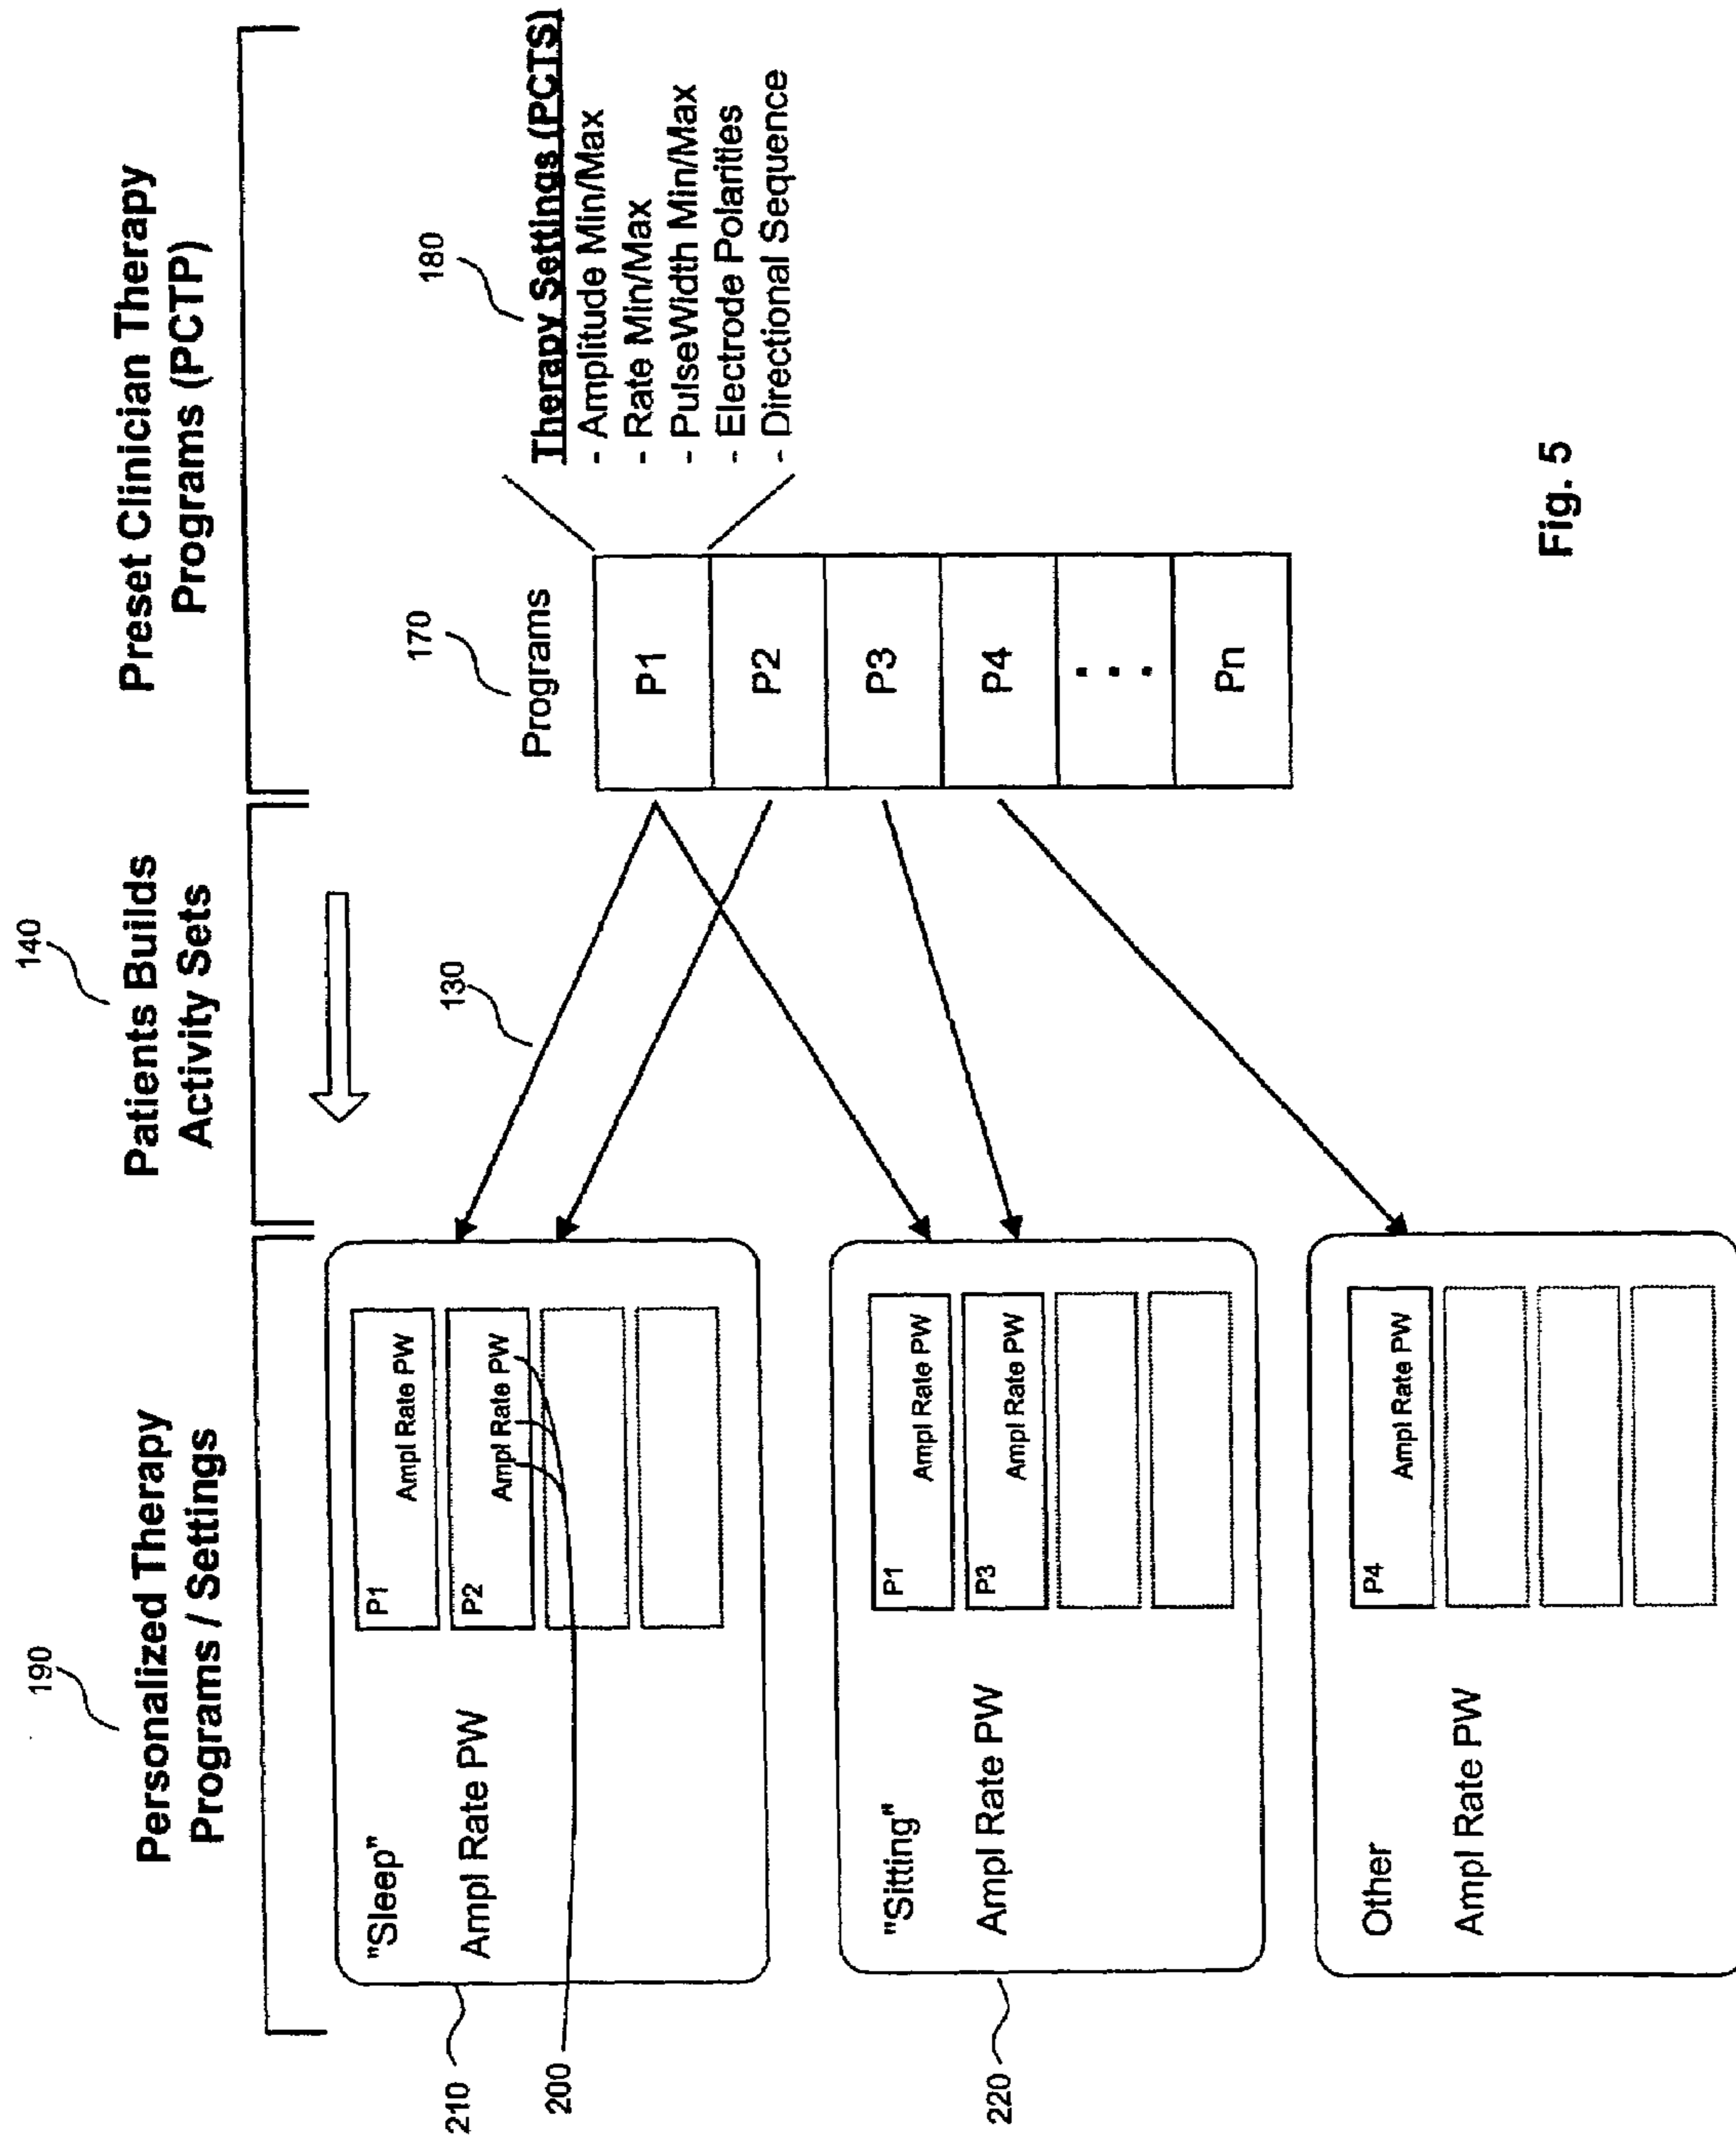 190
Personalized Therapy
Programs / Settings
140
Patients Builds
Activity Sets
Preset Clinician Therapy
Programs (PCTP)
210
"Sleep"
Ampl Rate PW
P1
Ampl Rate PW
P2
Ampl Rate PW
200
220
"Sitting"
Ampl Rate PW
P1
Ampl Rate PW
P3
Ampl Rate PW
Other
Ampl Rate PW
P4
Ampl Rate PW
130
170
Programs
P1
P2
P3
P4
. . .
Pn
180
Therapy Settings (PCTS)
- Amplitude Min/Max
- Rate Min/Max
- PulseWidth Min/Max
- Electrode Polarities
- Directional Sequence
Fig. 5